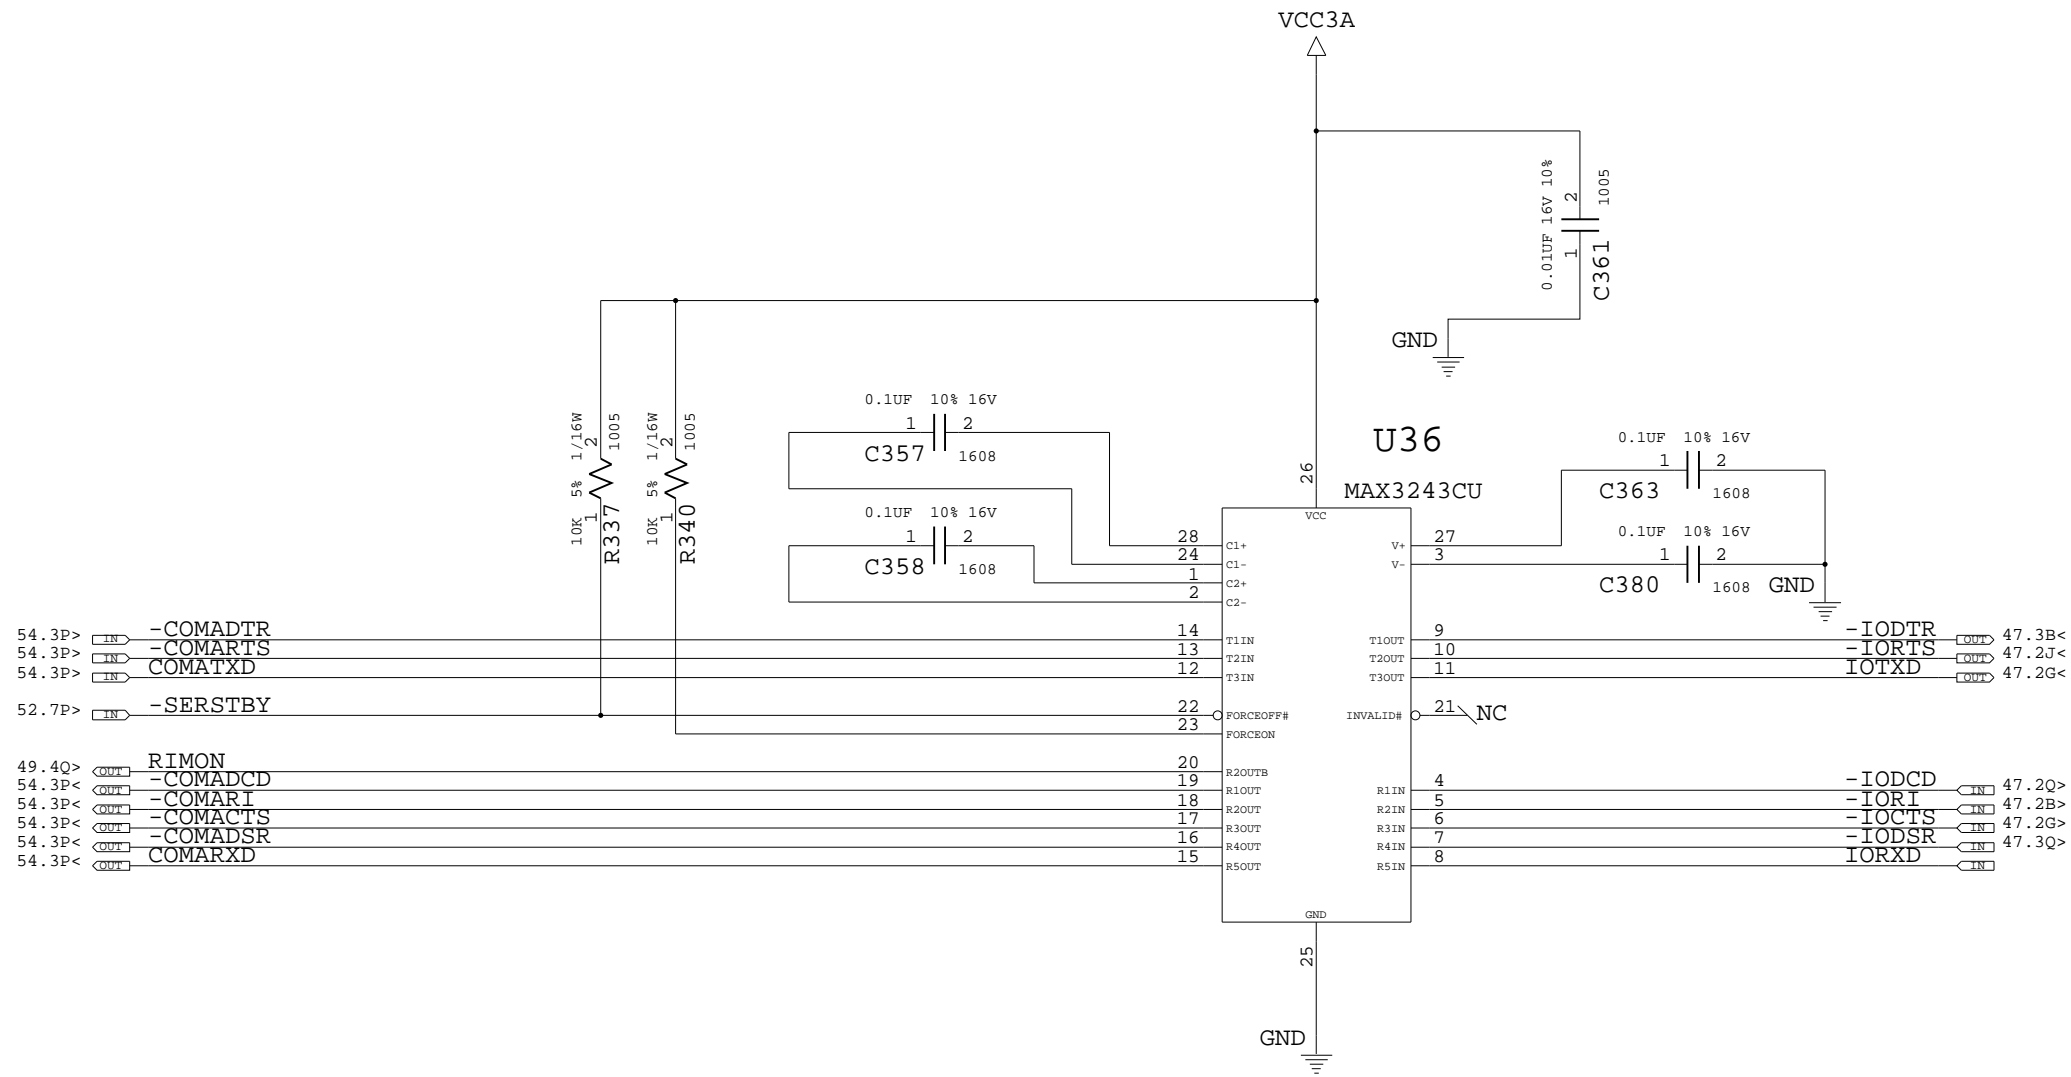 VCC3A
0.01UF 16V 10%
2
1
1005
C361
GND
10K 5% 1/16W
2
1
1005
R337
10K 5% 1/16W
2
1
1005
R340
0.1UF 10% 16V
1 2
C357 1608
0.1UF 10% 16V
1 2
C358 1608
U36
MAX3243CU
26
VCC
0.1UF 10% 16V
1 2
C363 1608
0.1UF 10% 16V
1 2
C380 1608 GND
28 C1+ V+ 27
24 C1- V- 3
1 C2+
2 C2-
54.3P> IN -COMADTR 14 T1IN T1OUT 9 -IODTR OUT 47.3B<
54.3P> IN -COMARTS 13 T2IN T2OUT 10 -IORTS OUT 47.2J<
54.3P> IN COMATXD 12 T3IN T3OUT 11 IOTXD OUT 47.2G<
52.7P> IN -SERSTBY 22 FORCEOFF# INVALID# 21 NC
23 FORCEON
49.4Q> OUT RIMON 20 R2OUTB
54.3P< OUT -COMADCD 19 R1OUT R1IN 4 -IODCD IN 47.2Q>
54.3P< OUT -COMARI 18 R2OUT R2IN 5 -IORI IN 47.2B>
54.3P< OUT -COMACTS 17 R3OUT R3IN 6 -IOCTS IN 47.2G>
54.3P< OUT -COMADSR 16 R4OUT R4IN 7 -IODSR IN 47.3Q>
54.3P< OUT COMARXD 15 R5OUT R5IN 8 IORXD IN
GND
25
GND